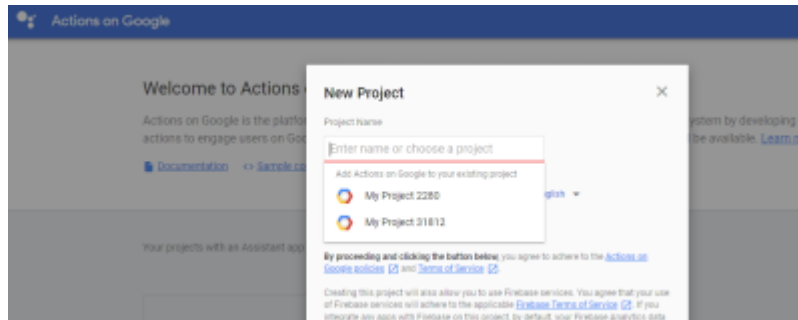 Actions on Google
Welcome to Actions
New Project
Actions on Google is the platfor
Project Name
ystem by developing
actions to engage users on Goo
Enter name or choose a project
be available. Learn m
Documentation <> Sample co
Add Actions on Google to your existing project
My Project 2280
glish
My Project 31812
Your projects with an Assistant app
By proceeding and clicking the button below, you agree to adhere to the Actions on
Google policies and Terms of Service.
Creating this project will also allow you to use Firebase services. You agree that your use
of Firebase services will adhere to the applicable Firebase Terms of Service. If you
integrate any apps with Firebase on this project, by default, your Firebase Analytics data